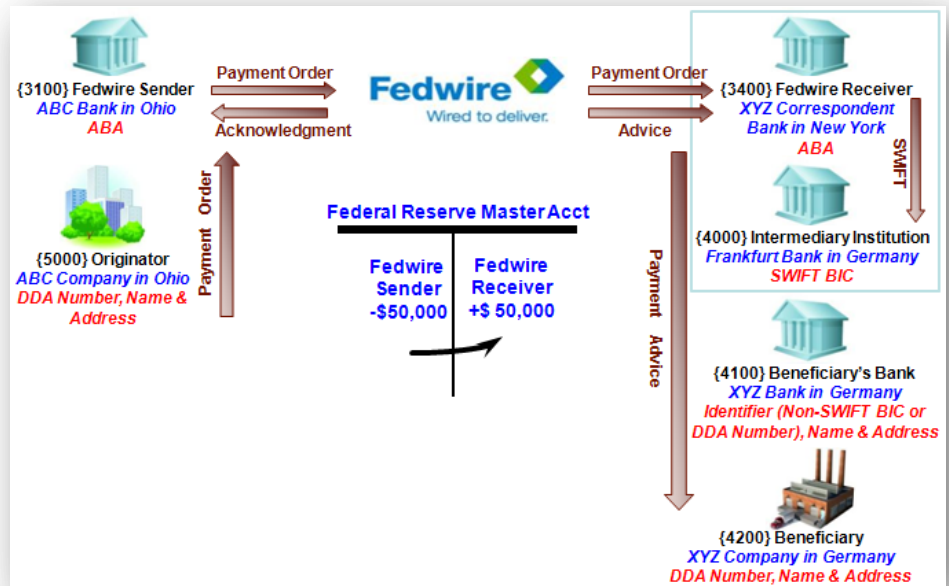 {3100} Fedwire Sender
ABC Bank in Ohio
ABA
Payment Order
Acknowledgment
Fedwire
Wired to deliver.
Payment Order
Advice
{3400} Fedwire Receiver
XYZ Correspondent
Bank in New York
ABA
SWIFT
{5000} Originator
ABC Company in Ohio
DDA Number, Name &
Address
Payment Order
Federal Reserve Master Acct
Fedwire
Sender
-$50,000
Fedwire
Receiver
+$ 50,000
Payment Advice
{4000} Intermediary Institution
Frankfurt Bank in Germany
SWIFT BIC
{4100} Beneficiary's Bank
XYZ Bank in Germany
Identifier (Non-SWIFT BIC or
DDA Number), Name & Address
{4200} Beneficiary
XYZ Company in Germany
DDA Number, Name & Address